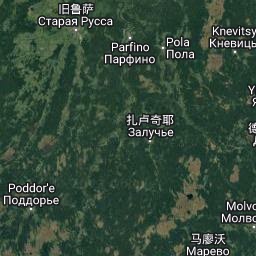 旧鲁萨
Старая Русса
Parfino
Парфино
Pola
Пола
Knevitsy
Кневицы
扎卢奇耶
Залучье
Poddor'e
Поддорье
Molvo
Молво
马廖沃
Марево